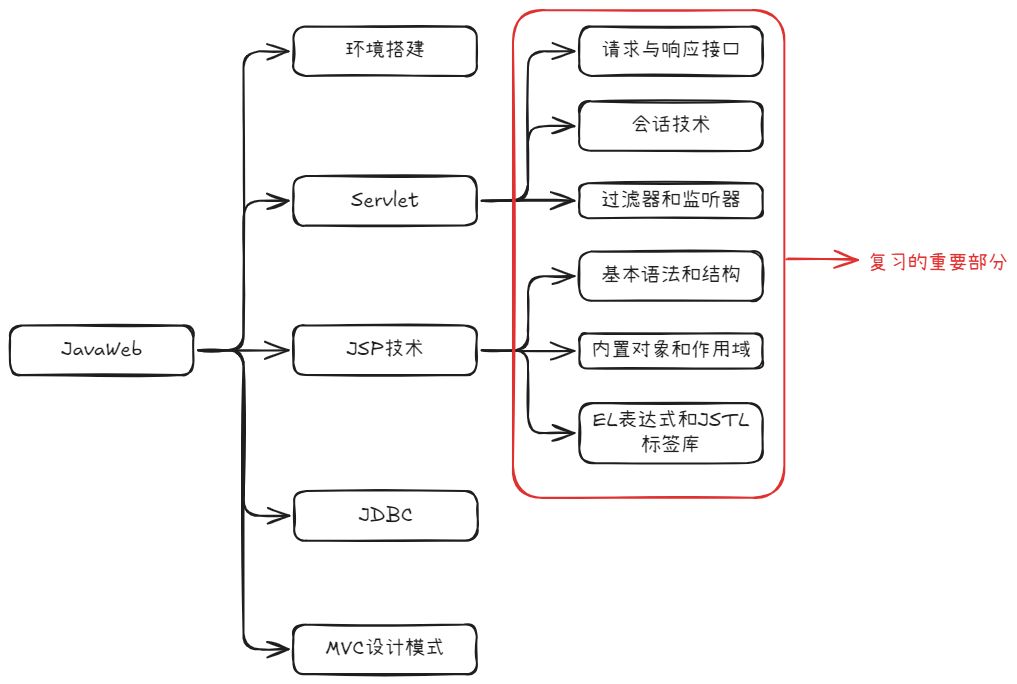 JavaWeb
环境搭建
Servlet
请求与响应接口
会话技术
过滤器和监听器
JSP技术
基本语法和结构
内置对象和作用域
EL表达式和JSTL
标签库
JDBC
MVC设计模式
复习的重要部分